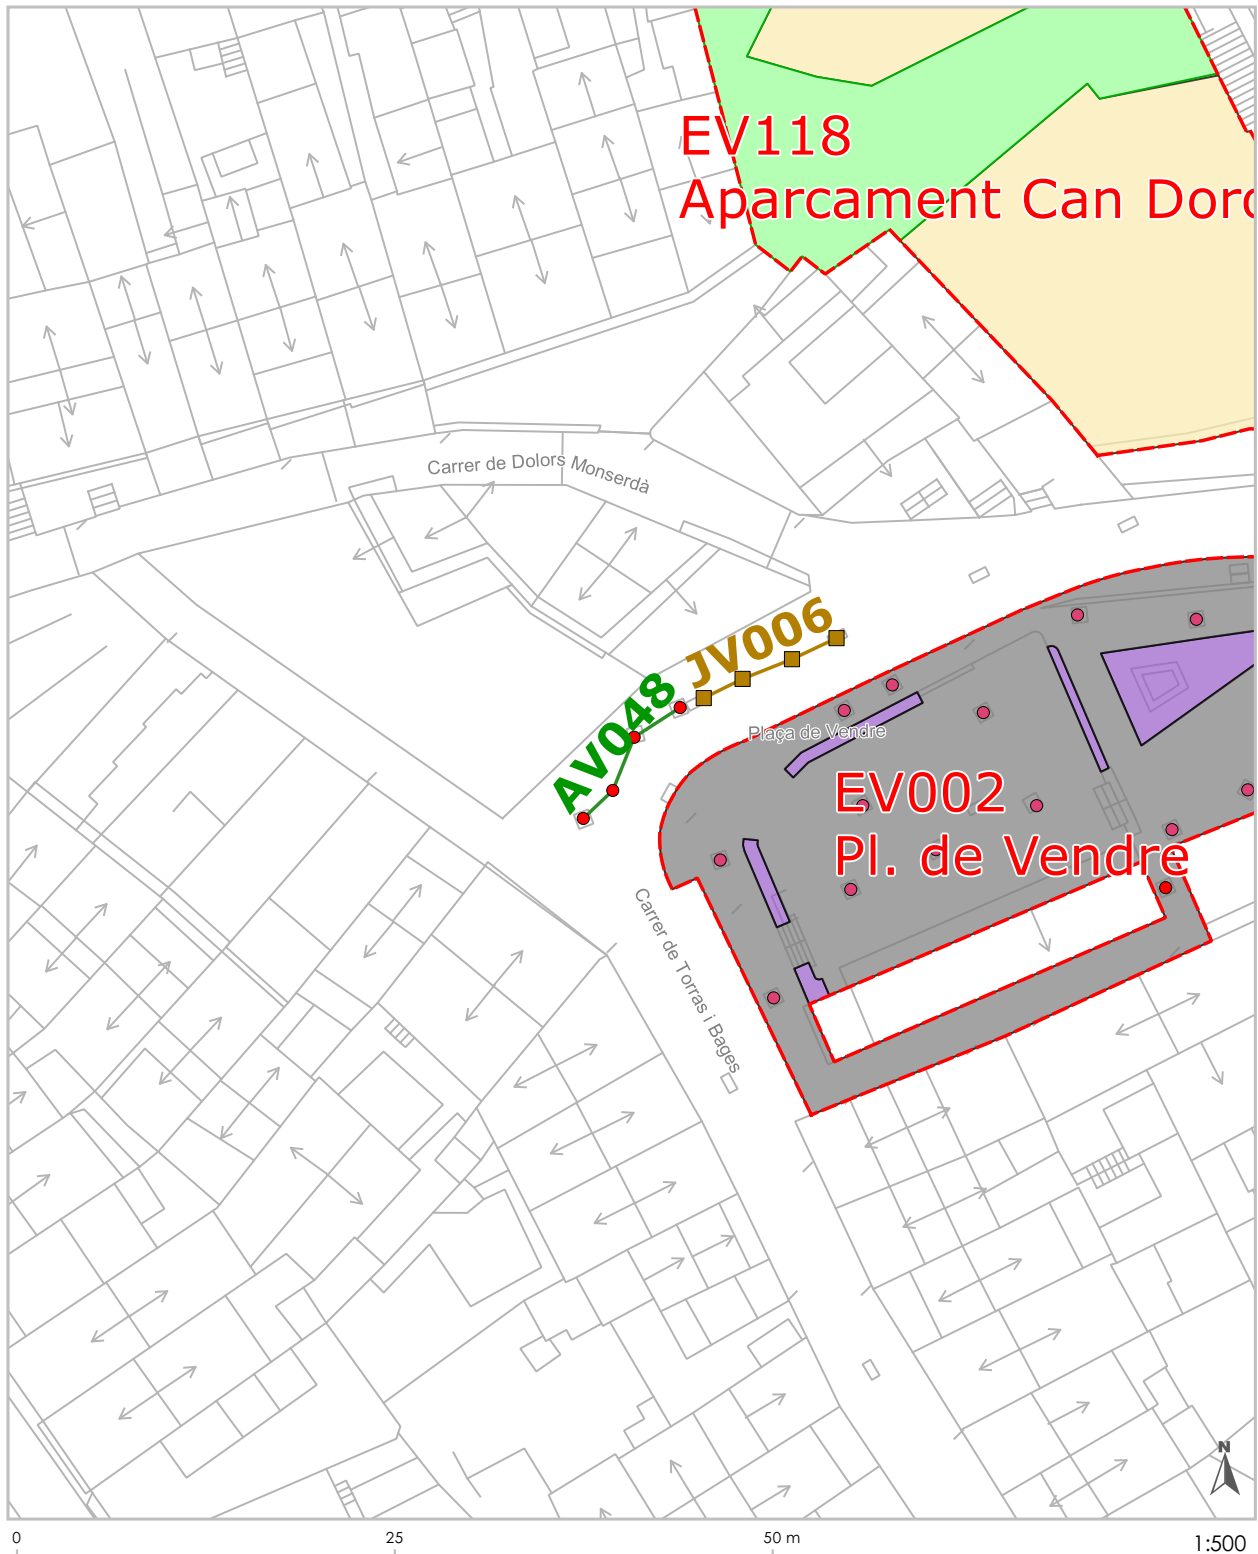 EV118
Aparcament Can Dord
Carrer de Dolors Monserdà
JV006
AV048
Plaça de Vendre
EV002
Pl. de Vendre
Carrer de Torras i Bages
N
0 25 50 m
1:500